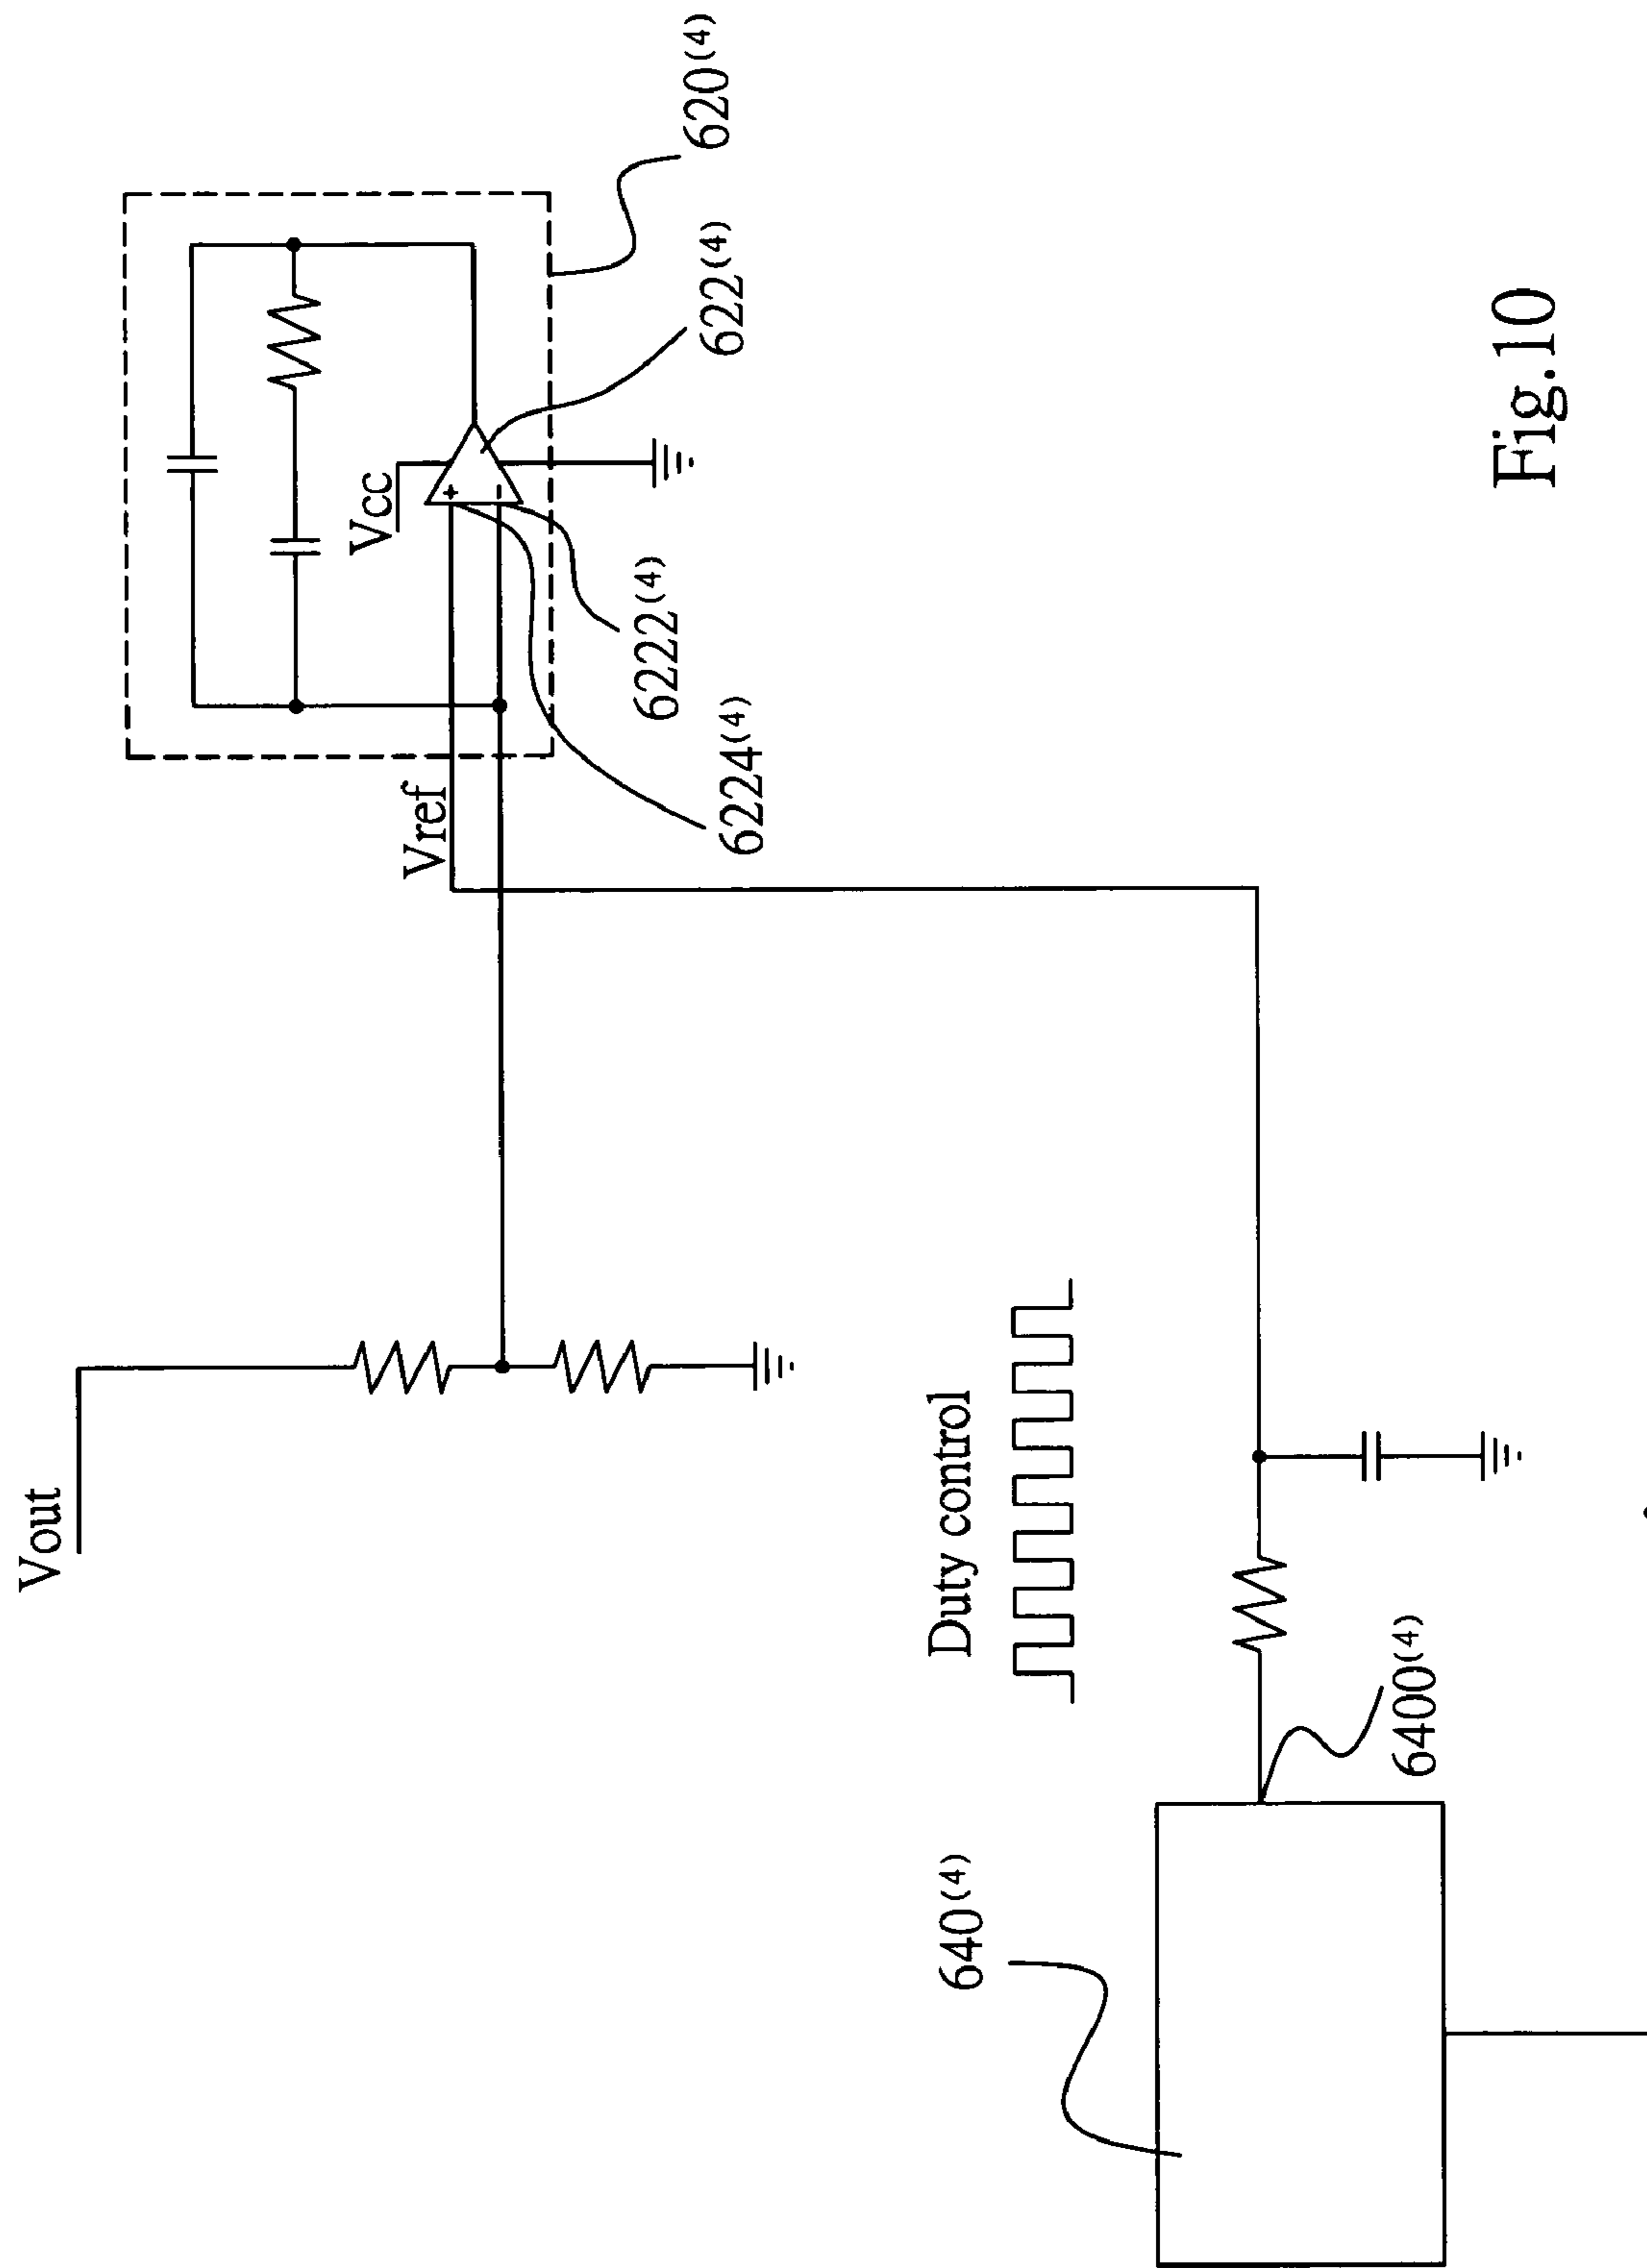 Vout
Vcc
+
-
Vref
620(4)
622(4)
6222(4)
6224(4)
Duty control
640(4)
6400(4)
Fig.10